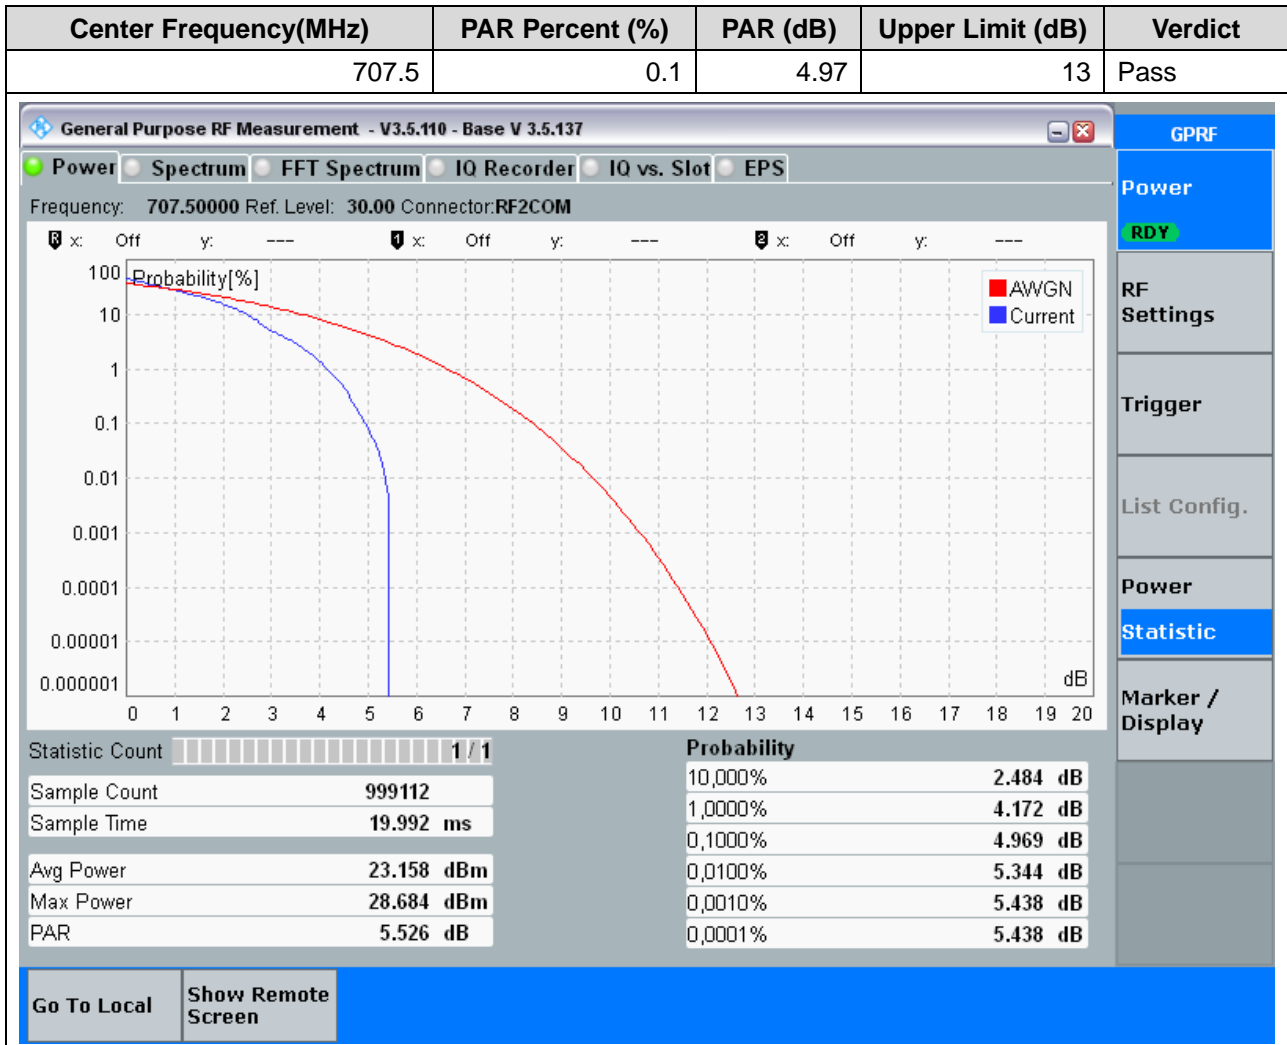 Center Frequency(MHz) PAR Percent (%) PAR (dB) Upper Limit (dB) Verdict
707.5 0.1 4.97 13 Pass
General Purpose RF Measurement - V3.5.110 - Base V 3.5.137
GPRF
Power Spectrum FFT Spectrum IQ Recorder IQ vs. Slot EPS
Frequency: 707.50000 Ref. Level: 30.00 Connector:RF2COM
R x: Off y: --- 1 x: Off y: --- 2 x: Off y: ---
Probability[%]
AWGN
Current
100
10
1
0.1
0.01
0.001
0.0001
0.00001
0.000001
dB
0 1 2 3 4 5 6 7 8 9 10 11 12 13 14 15 16 17 18 19 20
Statistic Count 1 / 1
Sample Count 999112
Sample Time 19.992 ms
Avg Power 23.158 dBm
Max Power 28.684 dBm
PAR 5.526 dB
Probability
10,000% 2.484 dB
1,0000% 4.172 dB
0,1000% 4.969 dB
0,0100% 5.344 dB
0,0010% 5.438 dB
0,0001% 5.438 dB
Power
RDY
RF
Settings
Trigger
List Config.
Power
Statistic
Marker /
Display
Go To Local
Show Remote
Screen